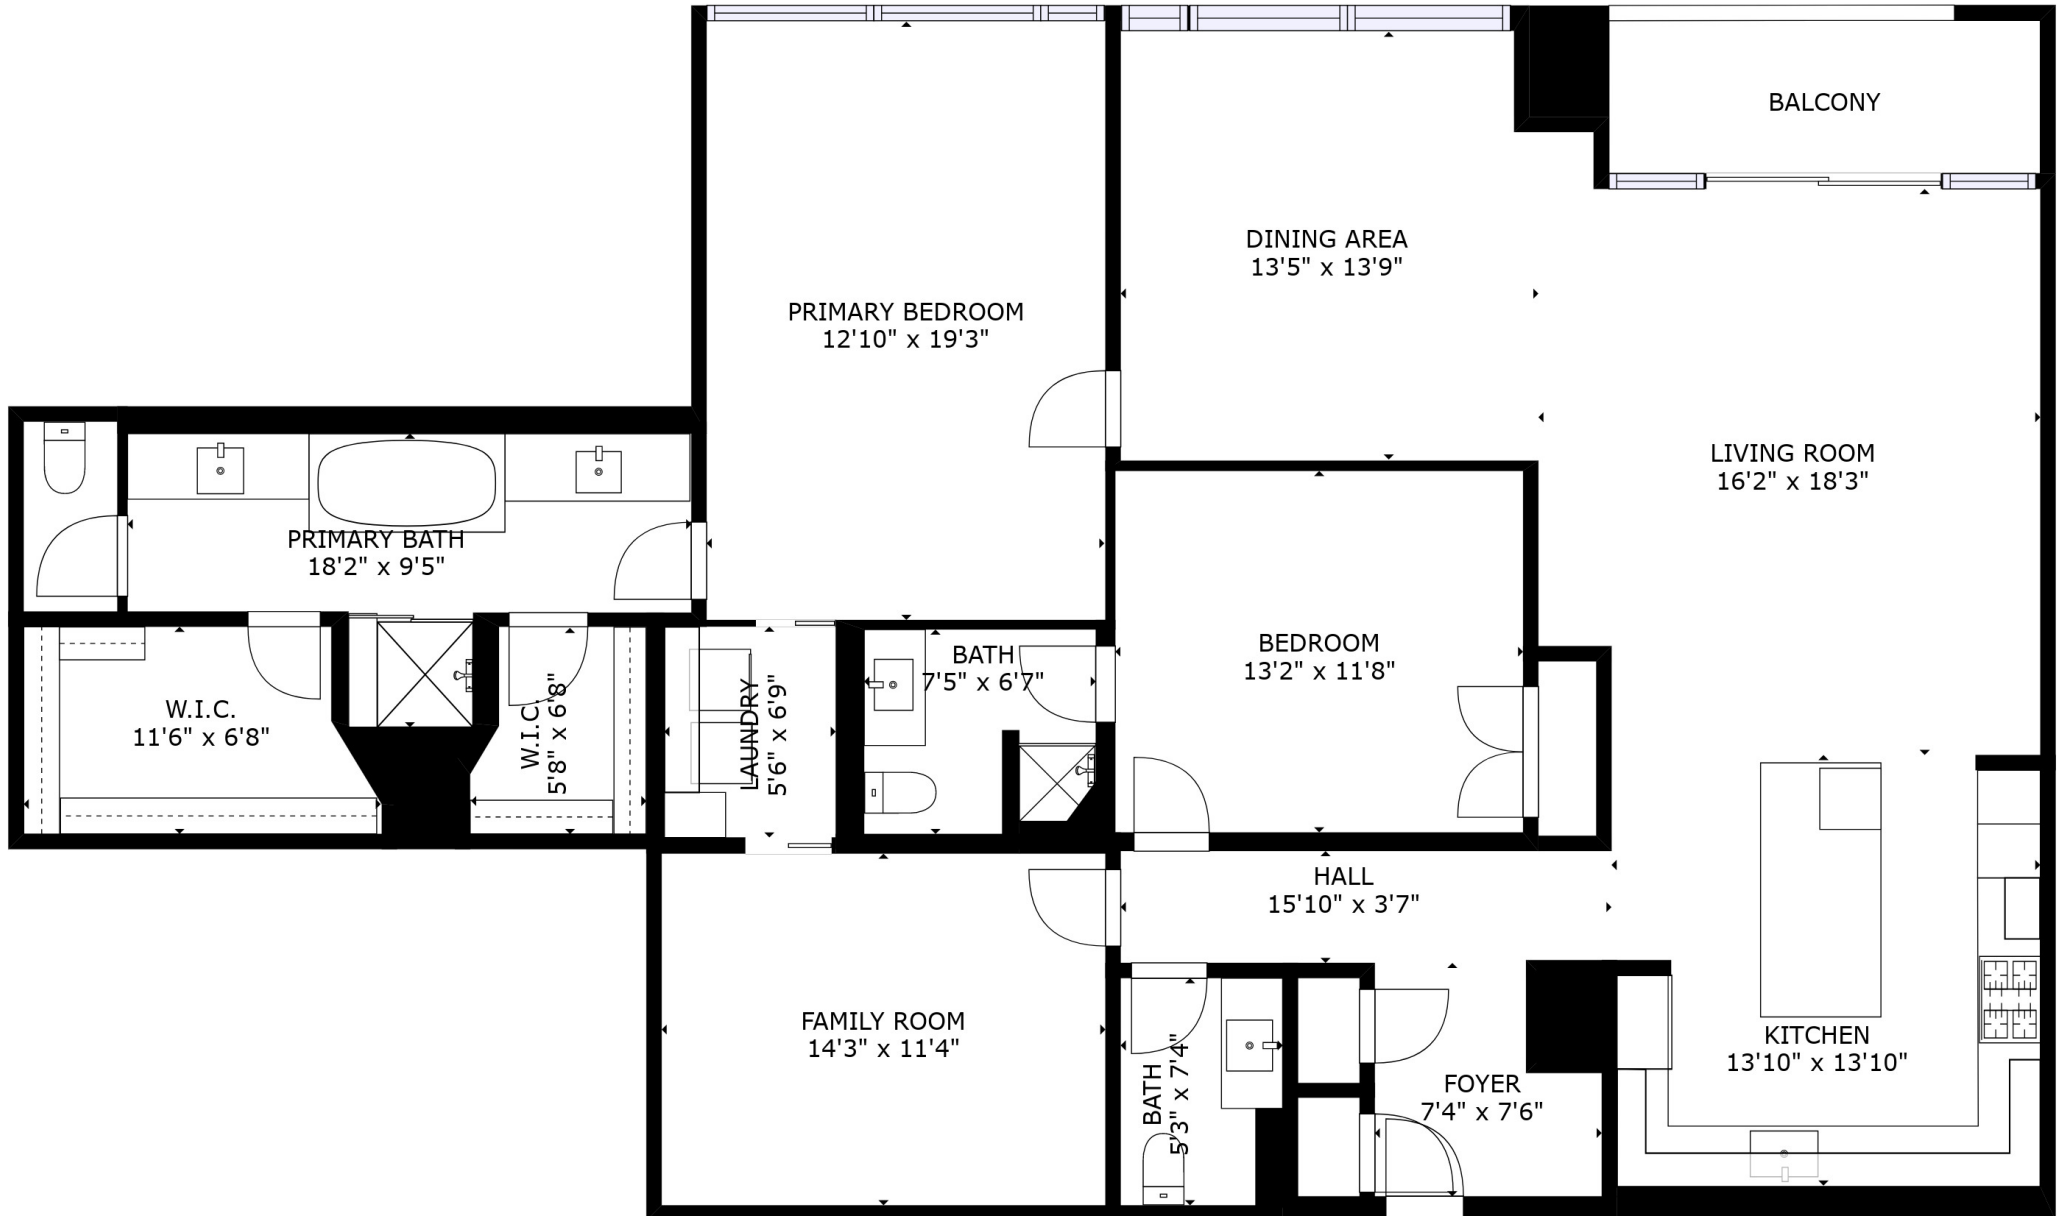 BALCONY
DINING AREA
13'5" x 13'9"
PRIMARY BEDROOM
12'10" x 19'3"
LIVING ROOM
16'2" x 18'3"
PRIMARY BATH
18'2" x 9'5"
BEDROOM
13'2" x 11'8"
BATH
7'5" x 6'7"
W.I.C.
11'6" x 6'8"
W.I.C.
5'8" x 6'8"
LAUNDRY
5'6" x 6'9"
HALL
15'10" x 3'7"
FAMILY ROOM
14'3" x 11'4"
KITCHEN
13'10" x 13'10"
BATH
5'3" x 7'4"
FOYER
7'4" x 7'6"